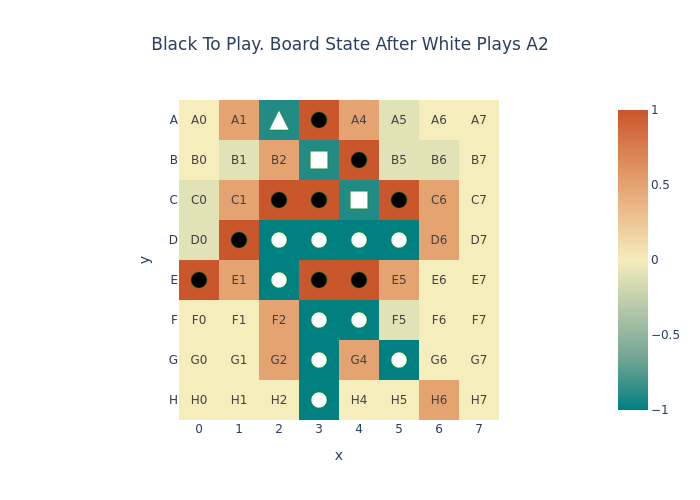 Black To Play. Board State After White Plays A2
A A0 A1 A4 A5 A6 A7 1
B B0 B1 B2 B5 B6 B7
C C0 C1 C6 C7 0.5
D D0 D6 D7
y E E1 E5 E6 E7 0
F F0 F1 F2 F5 F6 F7 −0.5
G G0 G1 G2 G4 G6 G7
H H0 H1 H2 H4 H5 H6 H7 −1
0 1 2 3 4 5 6 7
x